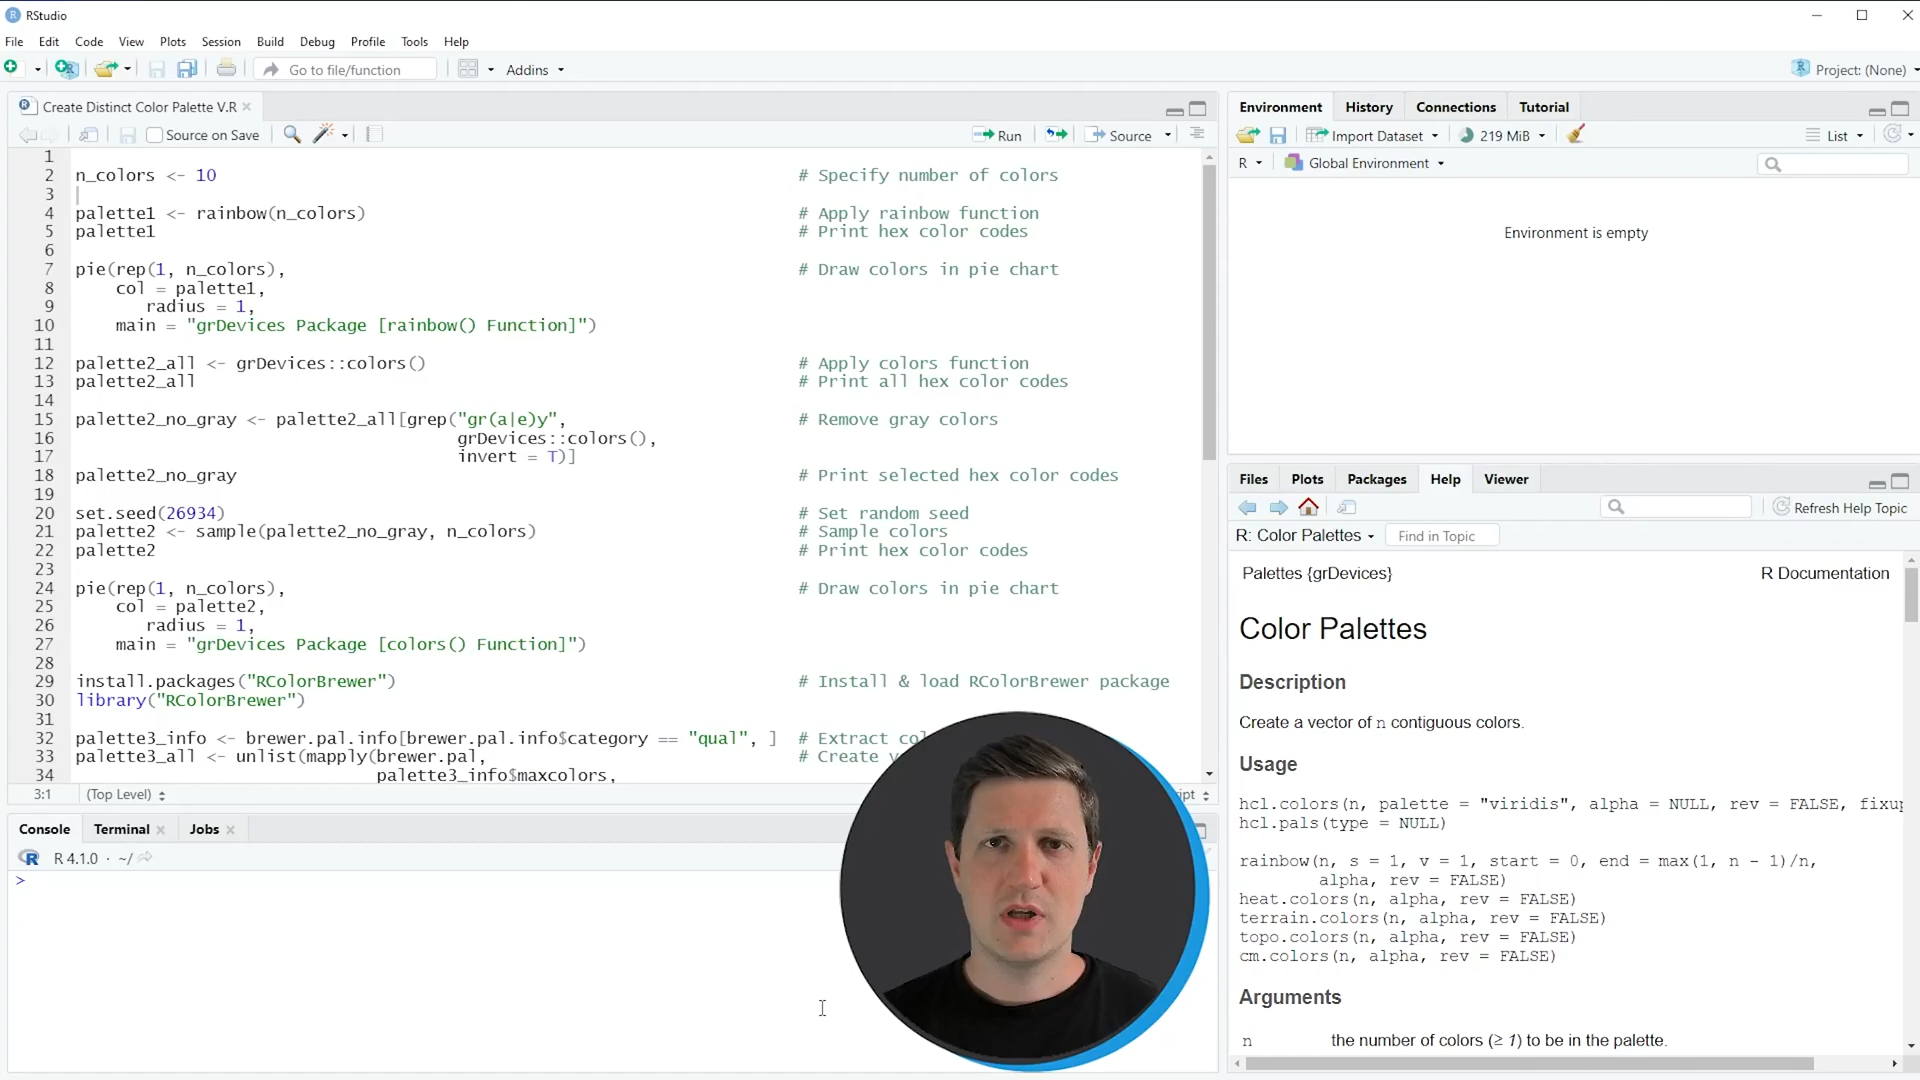 RStudio
File Edit Code View Plots Session Build Debug Profile Tools Help
Go to file/function Addins Project: (None)
Create Distinct Color Palette V.R
Source on Save Run Source
1
2 n_colors <- 10 # Specify number of colors
3
4 palette1 <- rainbow(n_colors) # Apply rainbow function
5 palette1 # Print hex color codes
6
7 pie(rep(1, n_colors), # Draw colors in pie chart
8 col = palette1,
9 radius = 1,
10 main = "grDevices Package [rainbow() Function]")
11
12 palette2_all <- grDevices::colors() # Apply colors function
13 palette2_all # Print all hex color codes
14
15 palette2_no_gray <- palette2_all[grep("gr(a|e)y", # Remove gray colors
16 grDevices::colors(),
17 invert = T)]
18 palette2_no_gray # Print selected hex color codes
19
20 set.seed(26934) # Set random seed
21 palette2 <- sample(palette2_no_gray, n_colors) # Sample colors
22 palette2 # Print hex color codes
23
24 pie(rep(1, n_colors), # Draw colors in pie chart
25 col = palette2,
26 radius = 1,
27 main = "grDevices Package [colors() Function]")
28
29 install.packages("RColorBrewer") # Install & load RColorBrewer package
30 library("RColorBrewer")
31
32 palette3_info <- brewer.pal.info[brewer.pal.info$category == "qual", ] # Extract
33 palette3_all <- unlist(mapply(brewer.pal, # Create
34 palette3_info$maxcolors,
3:1 (Top Level)
Console Terminal Jobs
R 4.1.0 · ~/
>
Environment History Connections Tutorial
Import Dataset 219 MiB List
R Global Environment
Environment is empty
Files Plots Packages Help Viewer
Refresh Help Topic
R: Color Palettes Find in Topic
Palettes {grDevices} R Documentation
Color Palettes
Description
Create a vector of n contiguous colors.
Usage
hcl.colors(n, palette = "viridis", alpha = NULL, rev = FALSE, fixup
hcl.pals(type = NULL)
rainbow(n, s = 1, v = 1, start = 0, end = max(1, n - 1)/n,
alpha, rev = FALSE)
heat.colors(n, alpha, rev = FALSE)
terrain.colors(n, alpha, rev = FALSE)
topo.colors(n, alpha, rev = FALSE)
cm.colors(n, alpha, rev = FALSE)
Arguments
n the number of colors (≥ 1) to be in the palette.